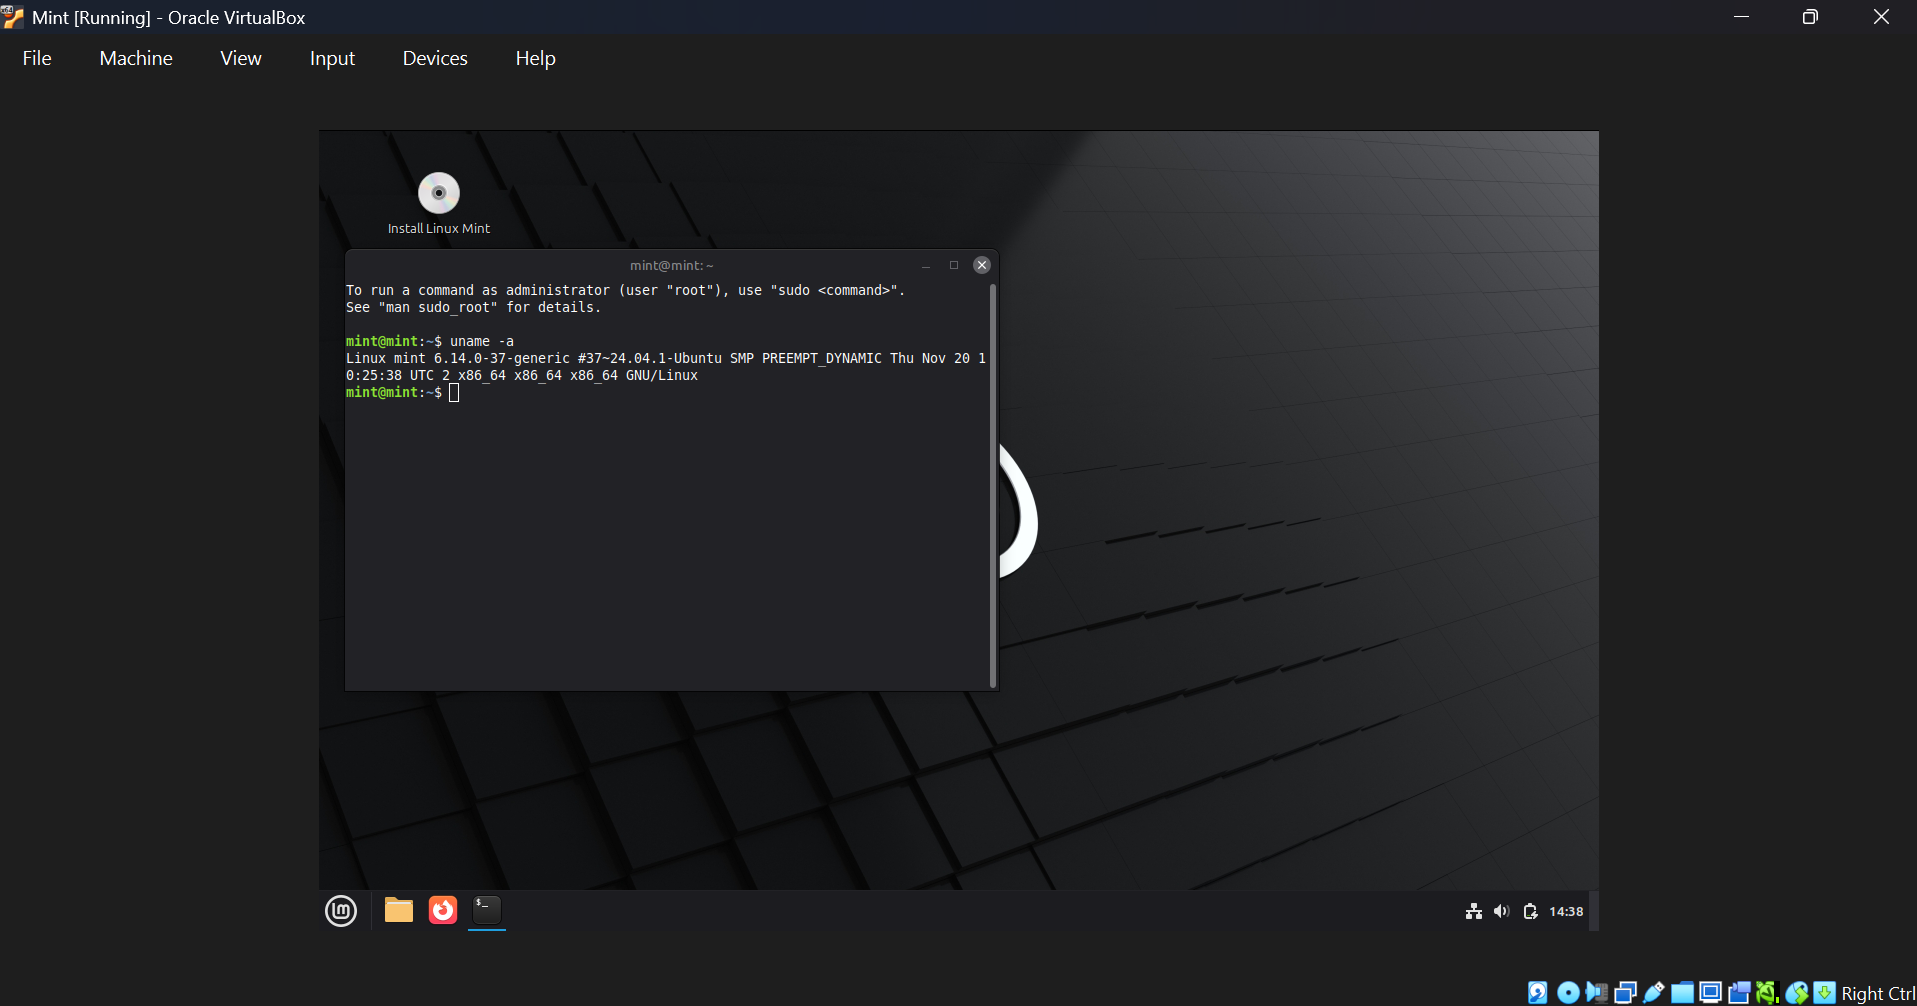 Mint [Running] - Oracle VirtualBox
File Machine View Input Devices Help
Install Linux Mint
mint@mint: ~
To run a command as administrator (user "root"), use "sudo <command>".
See "man sudo_root" for details.
mint@mint:~$ uname -a
Linux mint 6.14.0-37-generic #37~24.04.1-Ubuntu SMP PREEMPT_DYNAMIC Thu Nov 20 1
0:25:38 UTC 2 x86_64 x86_64 x86_64 GNU/Linux
mint@mint:~$
14:38
Right Ctrl